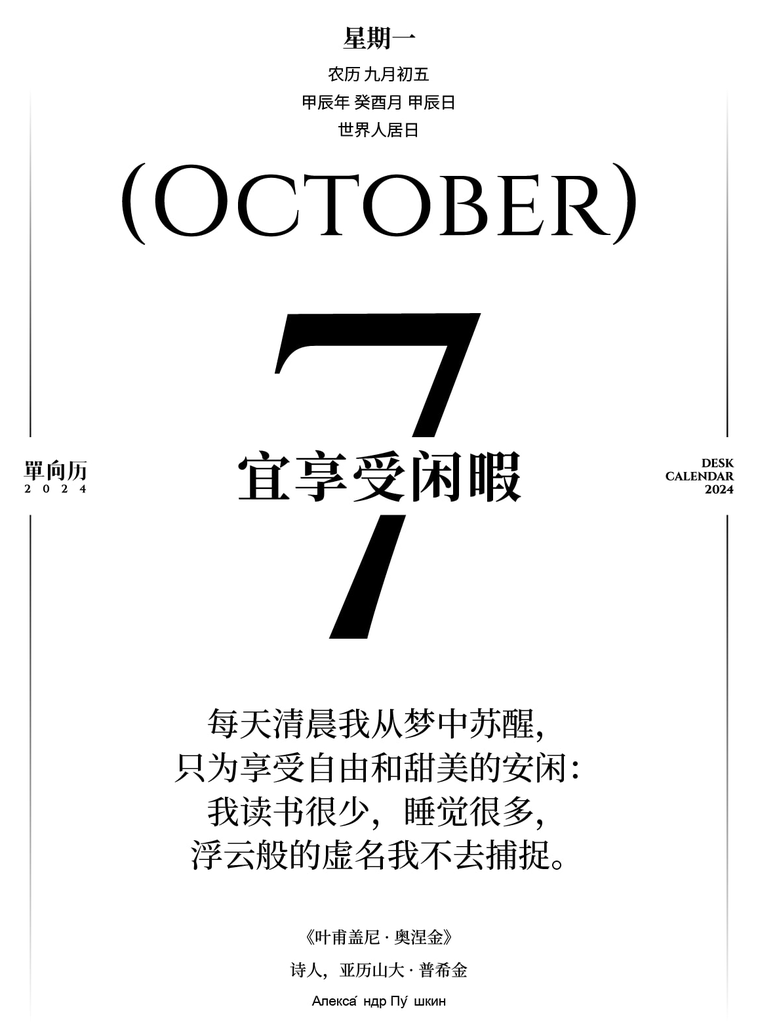 星期一
农历 九月初五
甲辰年 癸酉月 甲辰日
世界人居日
(OCTOBER)
7
單向历
2024
宜享受闲暇
DESK
CALENDAR
2024
每天清晨我从梦中苏醒，
只为享受自由和甜美的安闲：
我读书很少，睡觉很多，
浮云般的虚名我不去捕捉。
《叶甫盖尼·奥涅金》
诗人，亚历山大·普希金
Алекса́ндр Пу́шкин